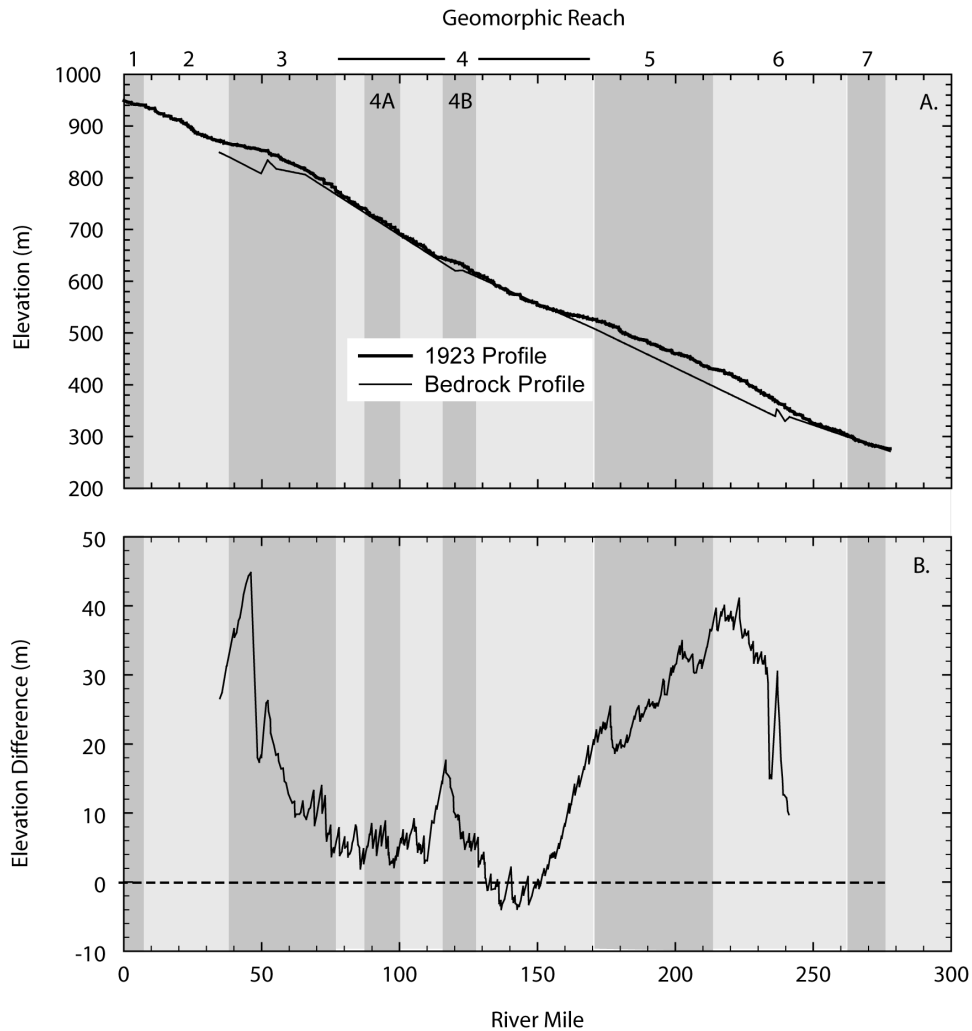 Geomorphic Reach
1 2 3 4 5 6 7
4A 4B A.
1000
900
800
700
600
500
400
300
200
Elevation (m)
1923 Profile
Bedrock Profile
B.
50
40
30
20
10
0
-10
Elevation Difference (m)
0 50 100 150 200 250 300
River Mile